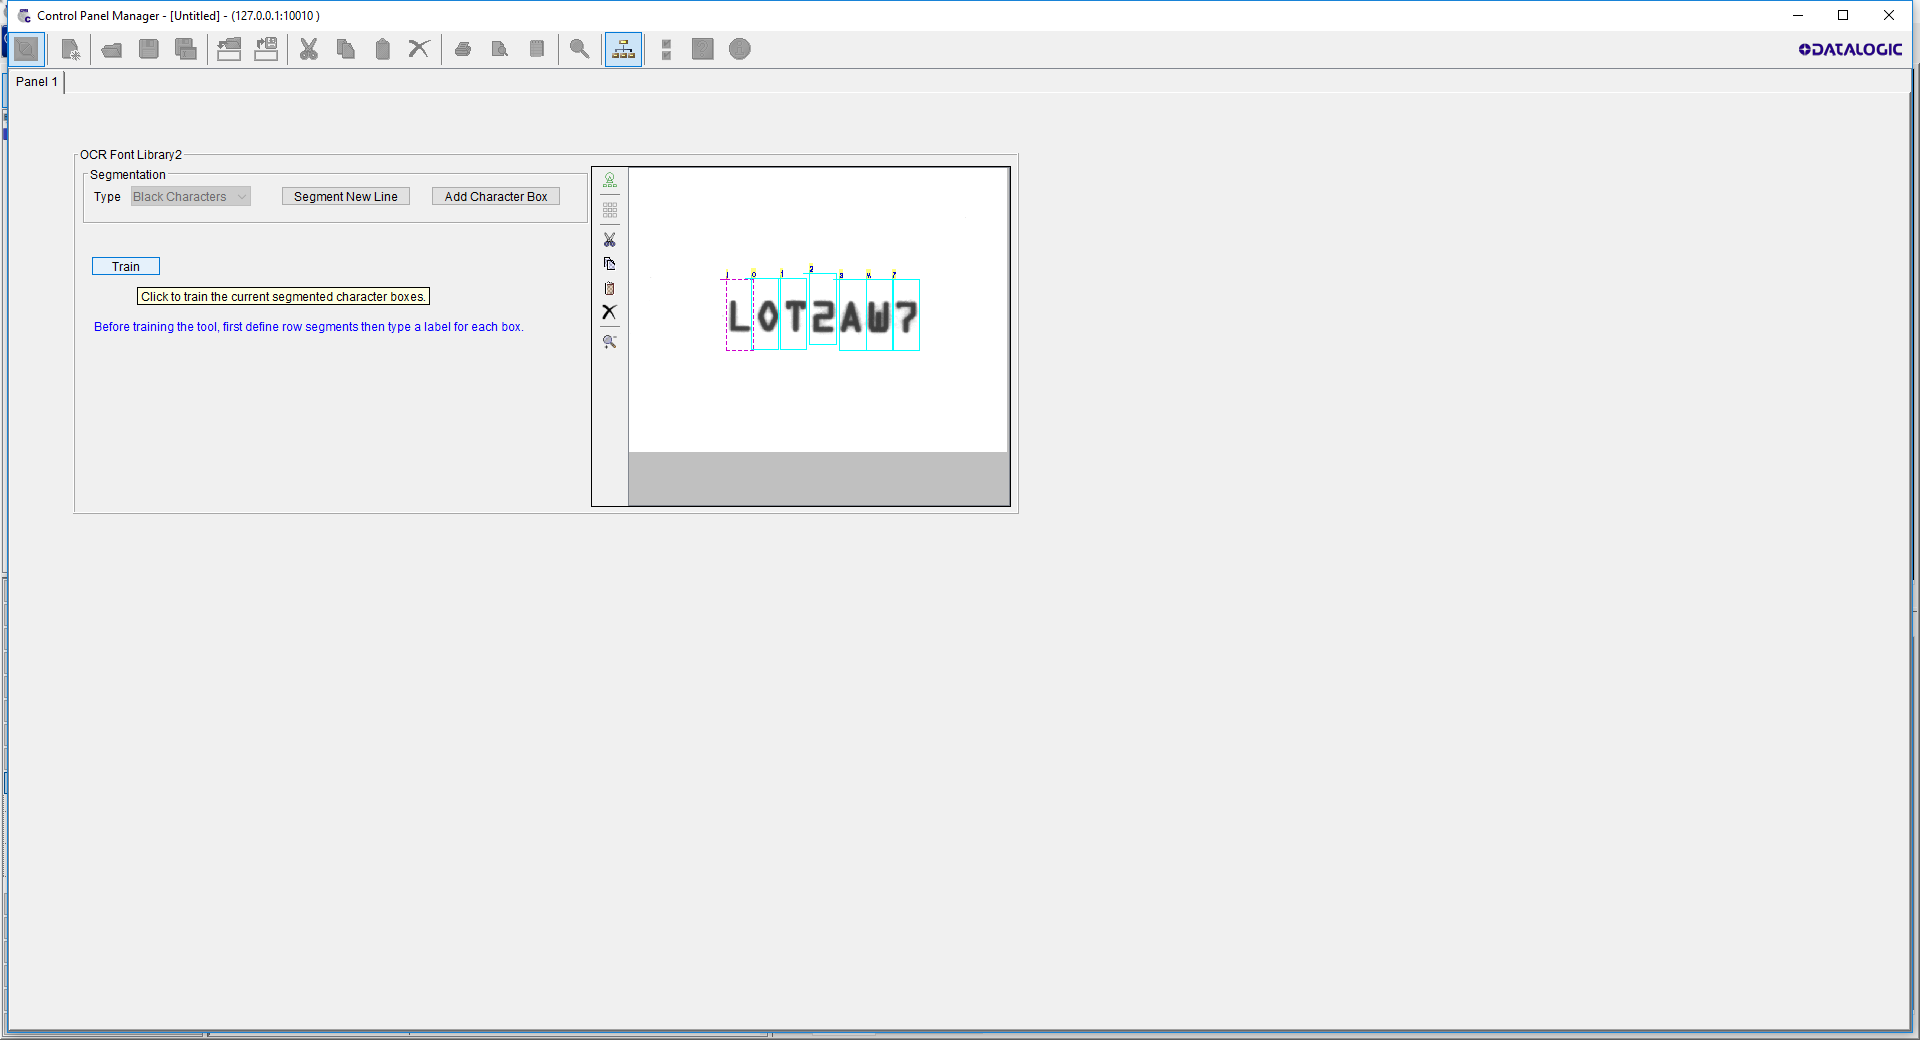 Control Panel Manager - [Untitled] - (127.0.0.1:10010 )
DATALOGIC
Panel 1
OCR Font Library2
Segmentation
Type Black Characters Segment New Line Add Character Box
Train
Click to train the current segmented character boxes.
Before training the tool, first define row segments then type a label for each box.
2
7
LOT2AW7